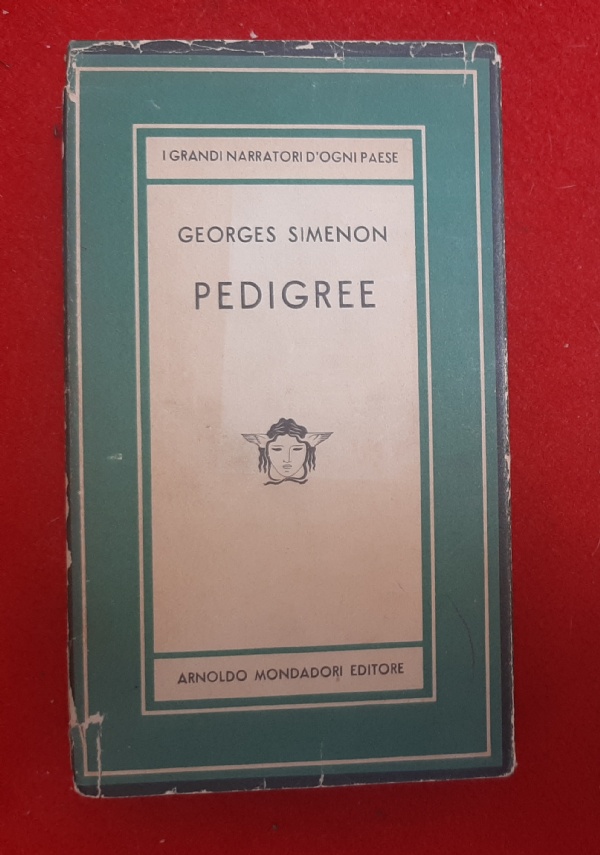 I GRANDI NARRATORI D'OGNI PAESE
GEORGES SIMENON
PEDIGREE
ARNOLDO MONDADORI EDITORE